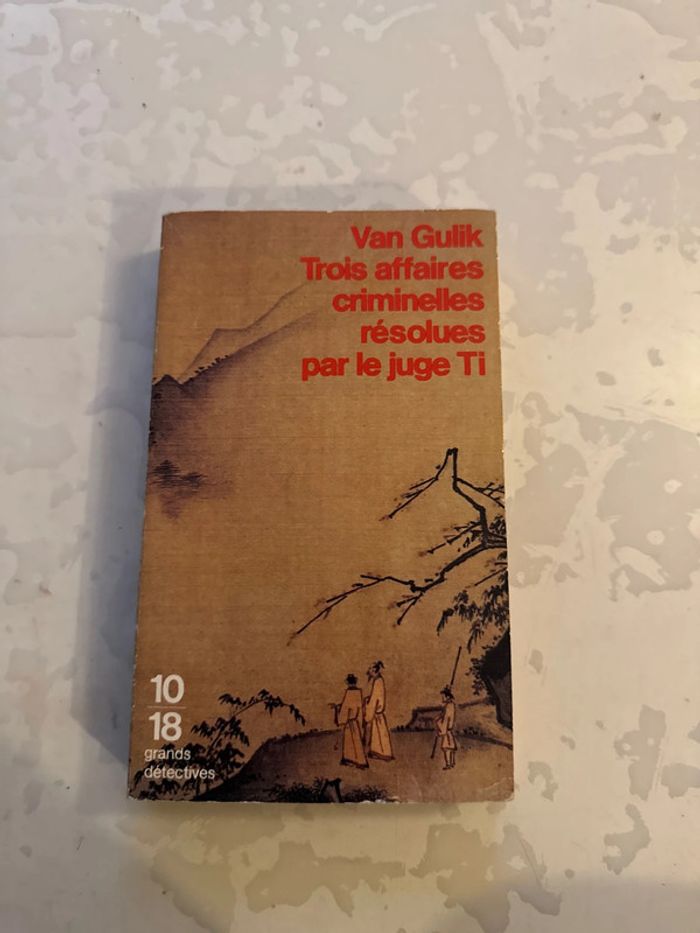 Van Gulik
Trois affaires
criminelles
résolues
par le juge Ti
10
18
grands
détectives